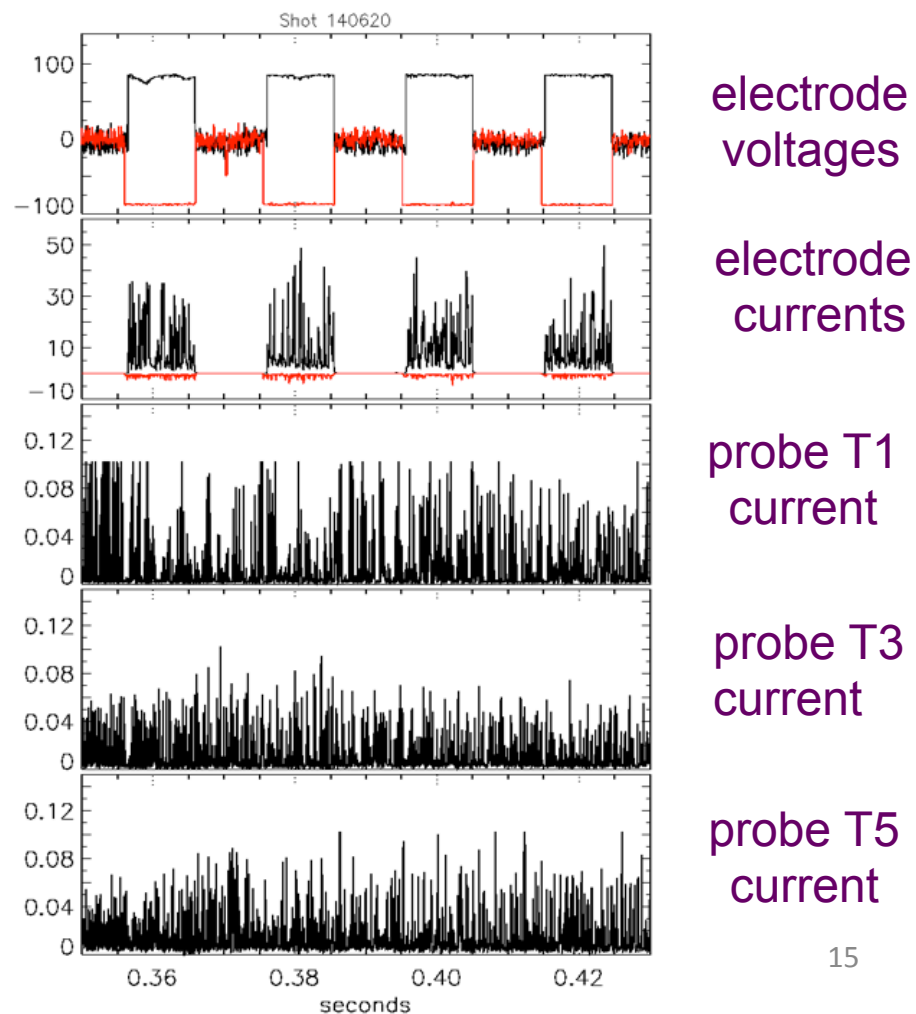 Shot 140620
100
0
−100
electrode
voltages
50
30
10
−10
electrode
currents
0.12
0.08
0.04
0
probe T1
current
0.12
0.08
0.04
0
probe T3
current
0.12
0.08
0.04
0
probe T5
current
0.36
0.38
0.40
0.42
seconds
15